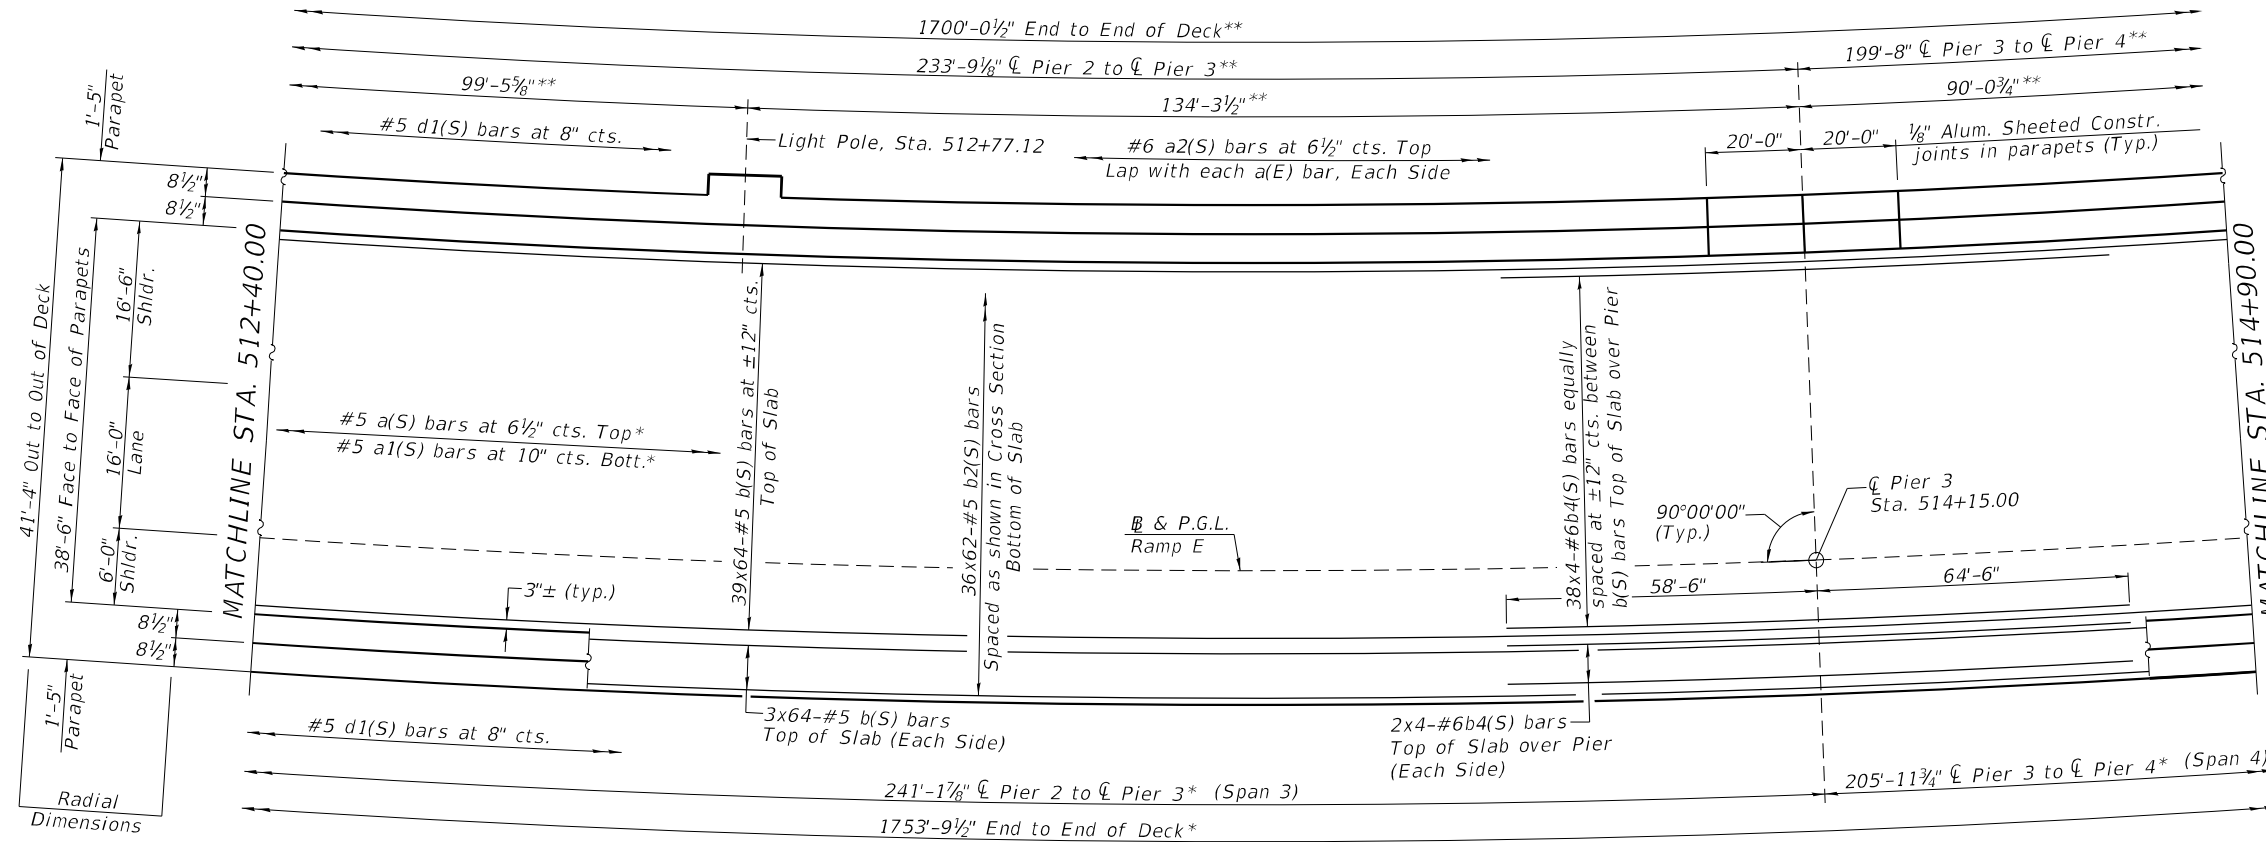 1700'-0½" End to End of Deck**
233'-9⅛" ℄ Pier 2 to ℄ Pier 3**
199'-8" ℄ Pier 3 to ℄ Pier 4**
99'-5⅝"**
134'-3½"**
90'-0¾"**
1'-5"
Parapet
#5 d1(S) bars at 8" cts.
Light Pole, Sta. 512+77.12
#6 a2(S) bars at 6½" cts. Top
Lap with each a(E) bar, Each Side
20'-0"
20'-0"
⅛" Alum. Sheeted Constr.
joints in parapets (Typ.)
8½"
8½"
41'-4" Out to Out of Deck
38'-6" Face to Face of Parapets
16'-6"
Shldr.
16'-0"
Lane
6'-0"
Shldr.
MATCHLINE STA. 512+40.00
#5 a(S) bars at 6½" cts. Top*
#5 a1(S) bars at 10" cts. Bott.*
39x64-#5 b(S) bars at ±12" cts.
Top of Slab
36x62-#5 b2(S) bars
Spaced as shown in Cross Section
Bottom of Slab
38x4-#6b4(S) bars equally
spaced at ±12" cts. between
b(S) bars Top of Slab over Pier
℄ Pier 3
Sta. 514+15.00
90°00'00"
(Typ.)
BL & P.G.L.
Ramp E
MATCHLINE STA. 514+90.00
3"± (typ.)
58'-6"
64'-6"
8½"
8½"
1'-5"
Parapet
3x64-#5 b(S) bars
Top of Slab (Each Side)
2x4-#6b4(S) bars
Top of Slab over Pier
(Each Side)
#5 d1(S) bars at 8" cts.
241'-1⅞" ℄ Pier 2 to ℄ Pier 3* (Span 3)
205'-11¾" ℄ Pier 3 to ℄ Pier 4* (Span 4)
Radial
Dimensions
1753'-9½" End to End of Deck*